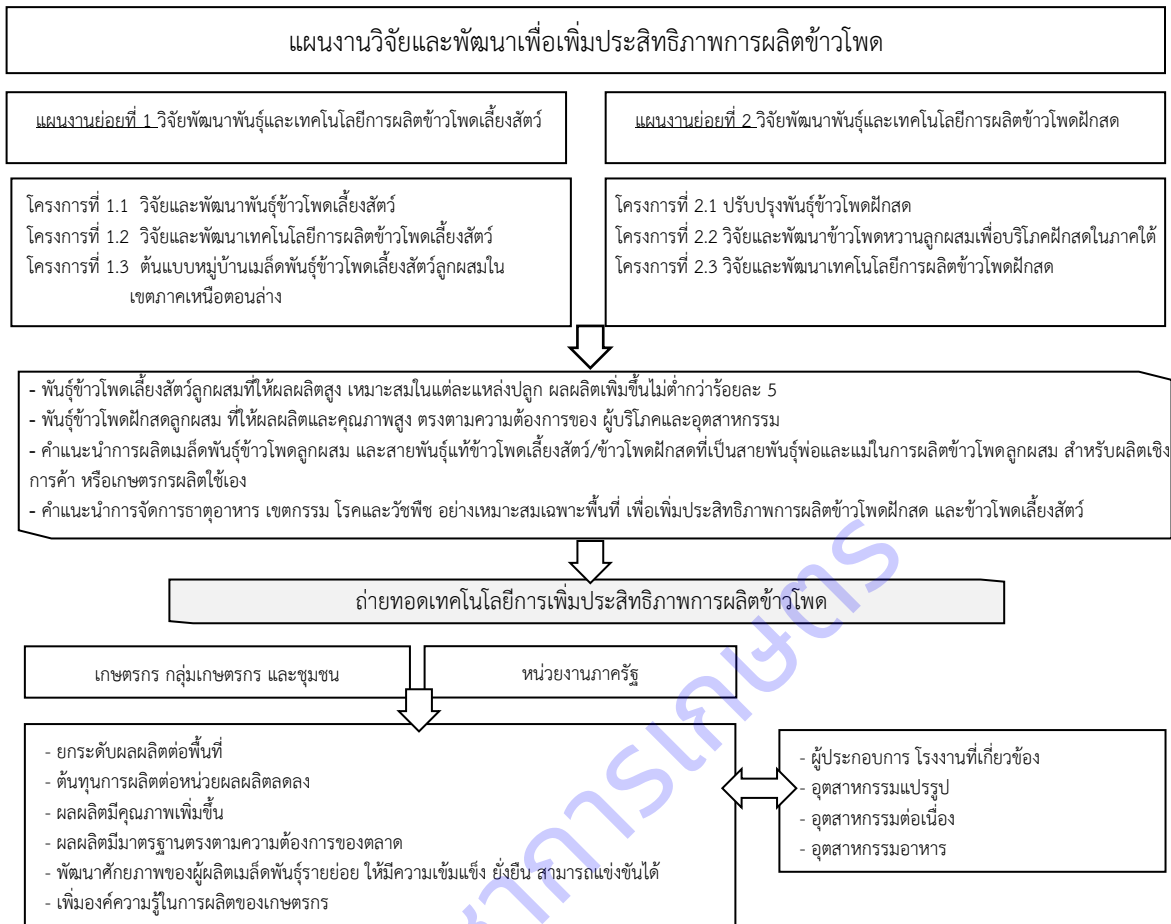 แผนงานวิจัยและพัฒนาเพื่อเพิ่มประสิทธิภาพการผลิตข้าวโพด
แผนงานย่อยที่ 1 วิจัยพัฒนาพันธุ์และเทคโนโลยีการผลิตข้าวโพดเลี้ยงสัตว์
แผนงานย่อยที่ 2 วิจัยพัฒนาพันธุ์และเทคโนโลยีการผลิตข้าวโพดฝักสด
โครงการที่ 1.1 วิจัยและพัฒนาพันธุ์ข้าวโพดเลี้ยงสัตว์
โครงการที่ 1.2 วิจัยและพัฒนาเทคโนโลยีการผลิตข้าวโพดเลี้ยงสัตว์
โครงการที่ 1.3 ต้นแบบหมู่บ้านเมล็ดพันธุ์ข้าวโพดเลี้ยงสัตว์ลูกผสมใน
เขตภาคเหนือตอนล่าง
โครงการที่ 2.1 ปรับปรุงพันธุ์ข้าวโพดฝักสด
โครงการที่ 2.2 วิจัยและพัฒนาข้าวโพดหวานลูกผสมเพื่อบริโภคฝักสดในภาคใต้
โครงการที่ 2.3 วิจัยและพัฒนาเทคโนโลยีการผลิตข้าวโพดฝักสด
- พันธุ์ข้าวโพดเลี้ยงสัตว์ลูกผสมที่ให้ผลผลิตสูง เหมาะสมในแต่ละแหล่งปลูก ผลผลิตเพิ่มขึ้นไม่ต่ำกว่าร้อยละ 5
- พันธุ์ข้าวโพดฝักสดลูกผสม ที่ให้ผลผลิตและคุณภาพสูง ตรงตามความต้องการของ ผู้บริโภคและอุตสาหกรรม
- คำแนะนำการผลิตเมล็ดพันธุ์ข้าวโพดลูกผสม และสายพันธุ์แท้ข้าวโพดเลี้ยงสัตว์/ข้าวโพดฝักสดที่เป็นสายพันธุ์พ่อและแม่ในการผลิตข้าวโพดลูกผสม สำหรับผลิตเชิง
การค้า หรือเกษตรกรผลิตใช้เอง
- คำแนะนำการจัดการธาตุอาหาร เขตกรรม โรคและวัชพืช อย่างเหมาะสมเฉพาะพื้นที่ เพื่อเพิ่มประสิทธิภาพการผลิตข้าวโพดฝักสด และข้าวโพดเลี้ยงสัตว์
ถ่ายทอดเทคโนโลยีการเพิ่มประสิทธิภาพการผลิตข้าวโพด
เกษตรกร กลุ่มเกษตรกร และชุมชน
หน่วยงานภาครัฐ
- ยกระดับผลผลิตต่อพื้นที่
- ต้นทุนการผลิตต่อหน่วยผลผลิตลดลง
- ผลผลิตมีคุณภาพเพิ่มขึ้น
- ผลผลิตมีมาตรฐานตรงตามความต้องการของตลาด
- พัฒนาศักยภาพของผู้ผลิตเมล็ดพันธุ์รายย่อย ให้มีความเข้มแข็ง ยั่งยืน สามารถแข่งขันได้
- เพิ่มองค์ความรู้ในการผลิตของเกษตรกร
- ผู้ประกอบการ โรงงานที่เกี่ยวข้อง
- อุตสาหกรรมแปรรูป
- อุตสาหกรรมต่อเนื่อง
- อุตสาหกรรมอาหาร